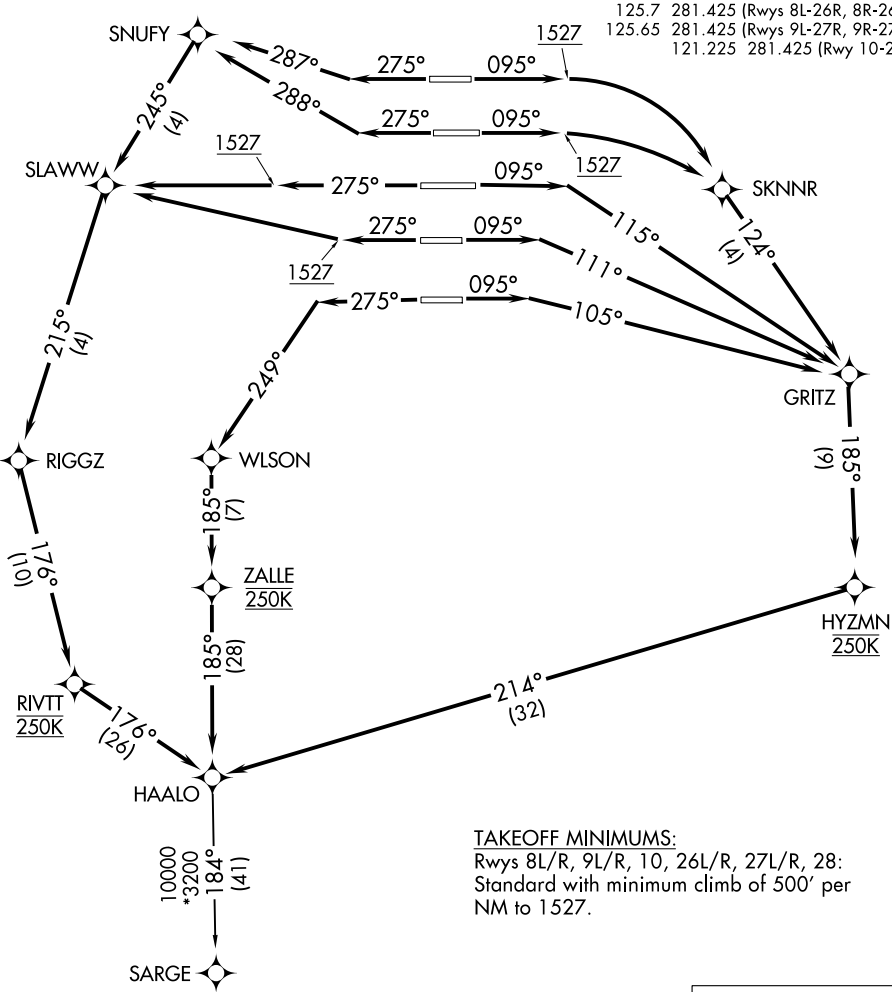 125.7 281.425 (Rwys 8L-26R, 8R-26
125.65 281.425 (Rwys 9L-27R, 9R-27
121.225 281.425 (Rwy 10-2
SNUFY
1527
287°
275°
095°
288°
275°
095°
245°
(4)
1527
1527
SLAWW
275°
095°
SKNNR
275°
095°
115°
124°
(4)
1527
111°
275°
095°
105°
215°
(4)
249°
GRITZ
RIGGZ
WLSON
185°
(9)
185°
(7)
176°
(10)
ZALLE
250K
HYZMN
250K
185°
(28)
214°
(32)
RIVTT
250K
176°
(26)
HAALO
10000
*3200
184°
(41)
TAKEOFF MINIMUMS:
Rwys 8L/R, 9L/R, 10, 26L/R, 27L/R, 28:
Standard with minimum climb of 500' per
NM to 1527.
SARGE